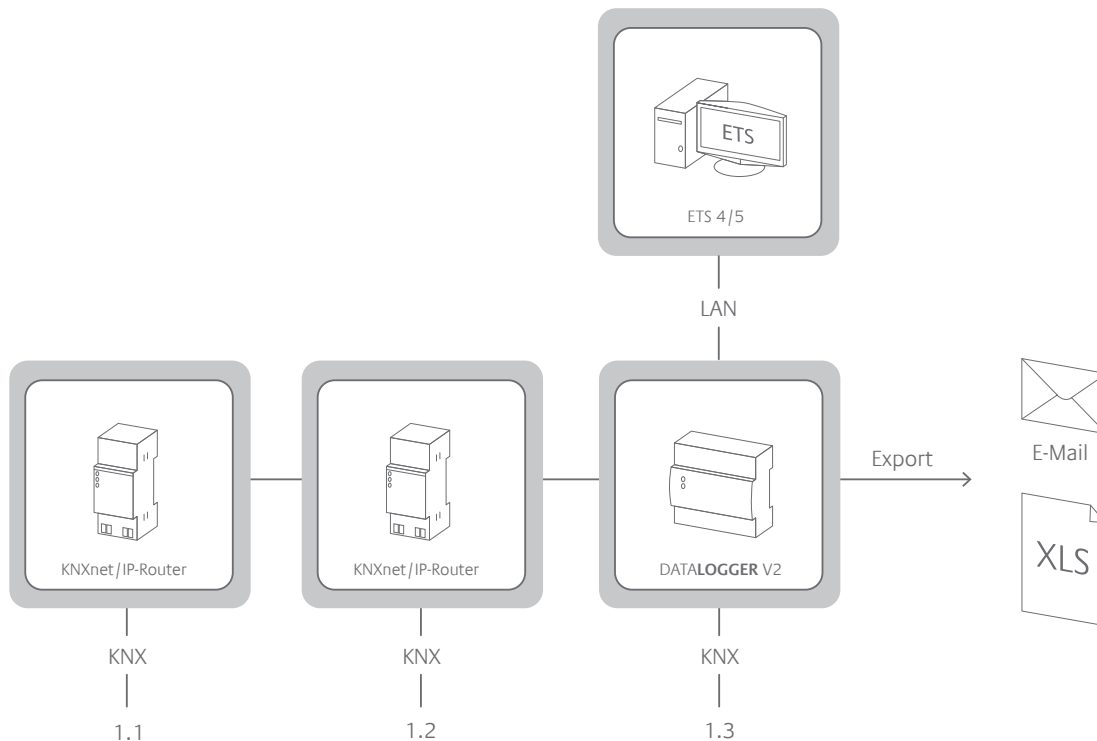 ETS
ETS 4/5
LAN
KNXnet/IP-Router
KNXnet/IP-Router
DATALOGGER V2
Export
E-Mail
XLS
KNX
KNX
KNX
1.1
1.2
1.3